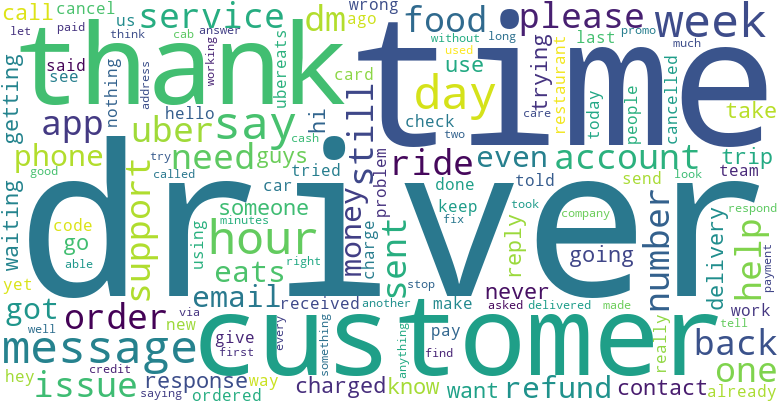 call cancel us service dm ago wrong food please week
let paid thank time
said think cab answer working address ubereats card trying last without used long promo much
getting see nothing use restaurant today people cancelled take
app hello uber say hi day check two care
phone try need guys still even account trip
good called tried problem ride told send team look
waiting support car done keep fix took company respond
driver
code go someone money sent reply going number delivery help payment
yet able using minutes hour charge right
got email eats received another stop never asked delivered made work
order via new give make pay find really tell back
well message customer
hey issue credit response way first every something anything want refund contact one
saying ordered charged know already